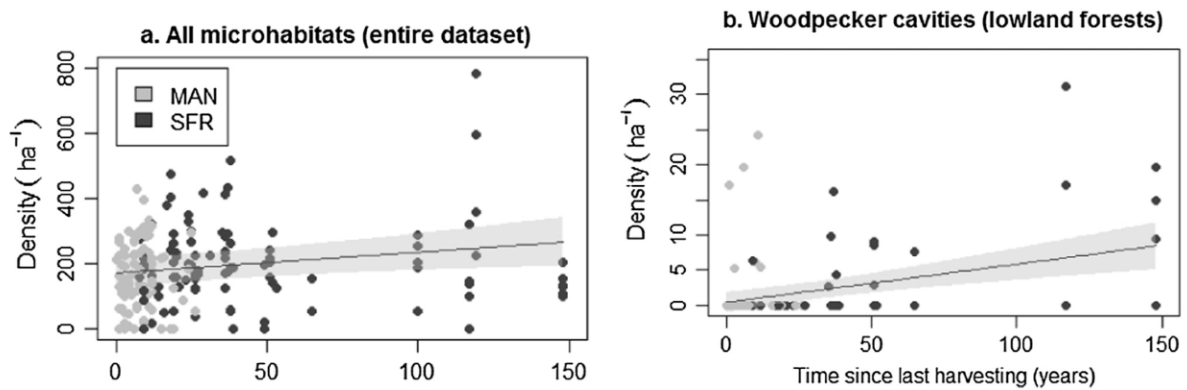 a. All microhabitats (entire dataset)
Density ( ha⁻¹)
800
600
400
200
0
MAN
SFR
0 50 100 150
b. Woodpecker cavities (lowland forests)
Density ( ha⁻¹)
30
20
10
5
0
0 50 100 150
Time since last harvesting (years)